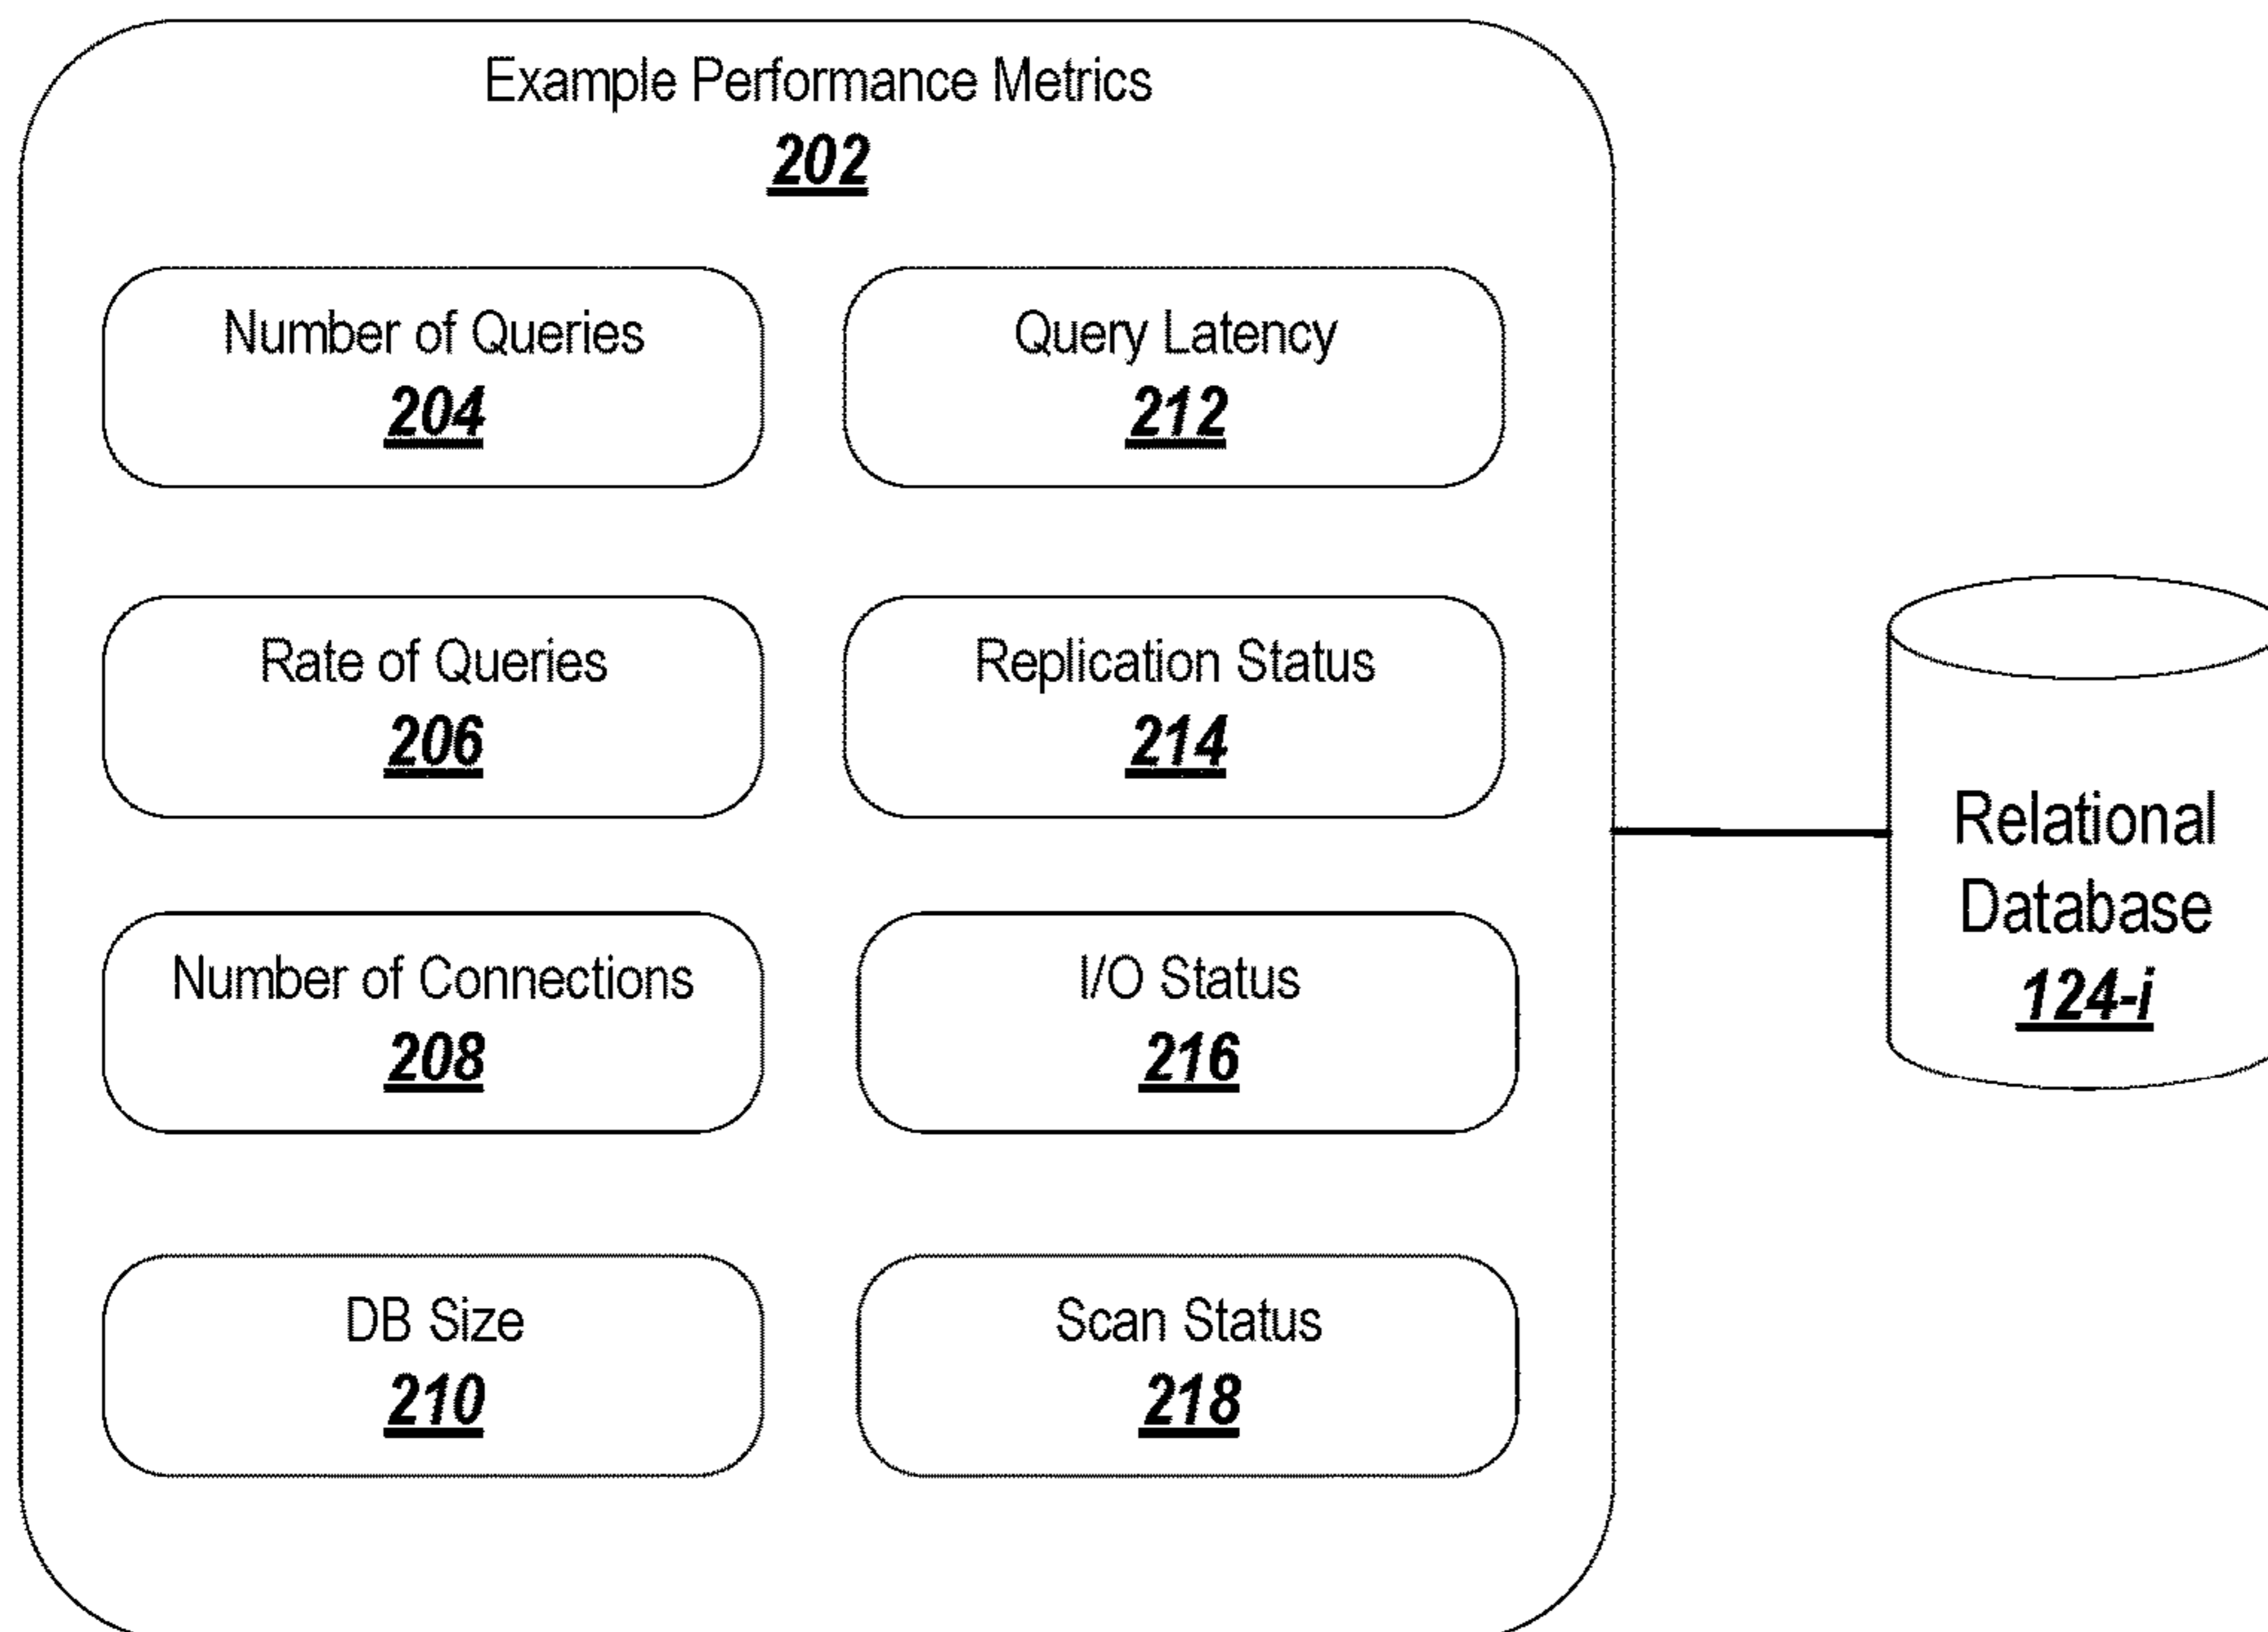 Example Performance Metrics
202
Number of Queries
204
Query Latency
212
Rate of Queries
206
Replication Status
214
Number of Connections
208
I/O Status
216
DB Size
210
Scan Status
218
Relational
Database
124-i